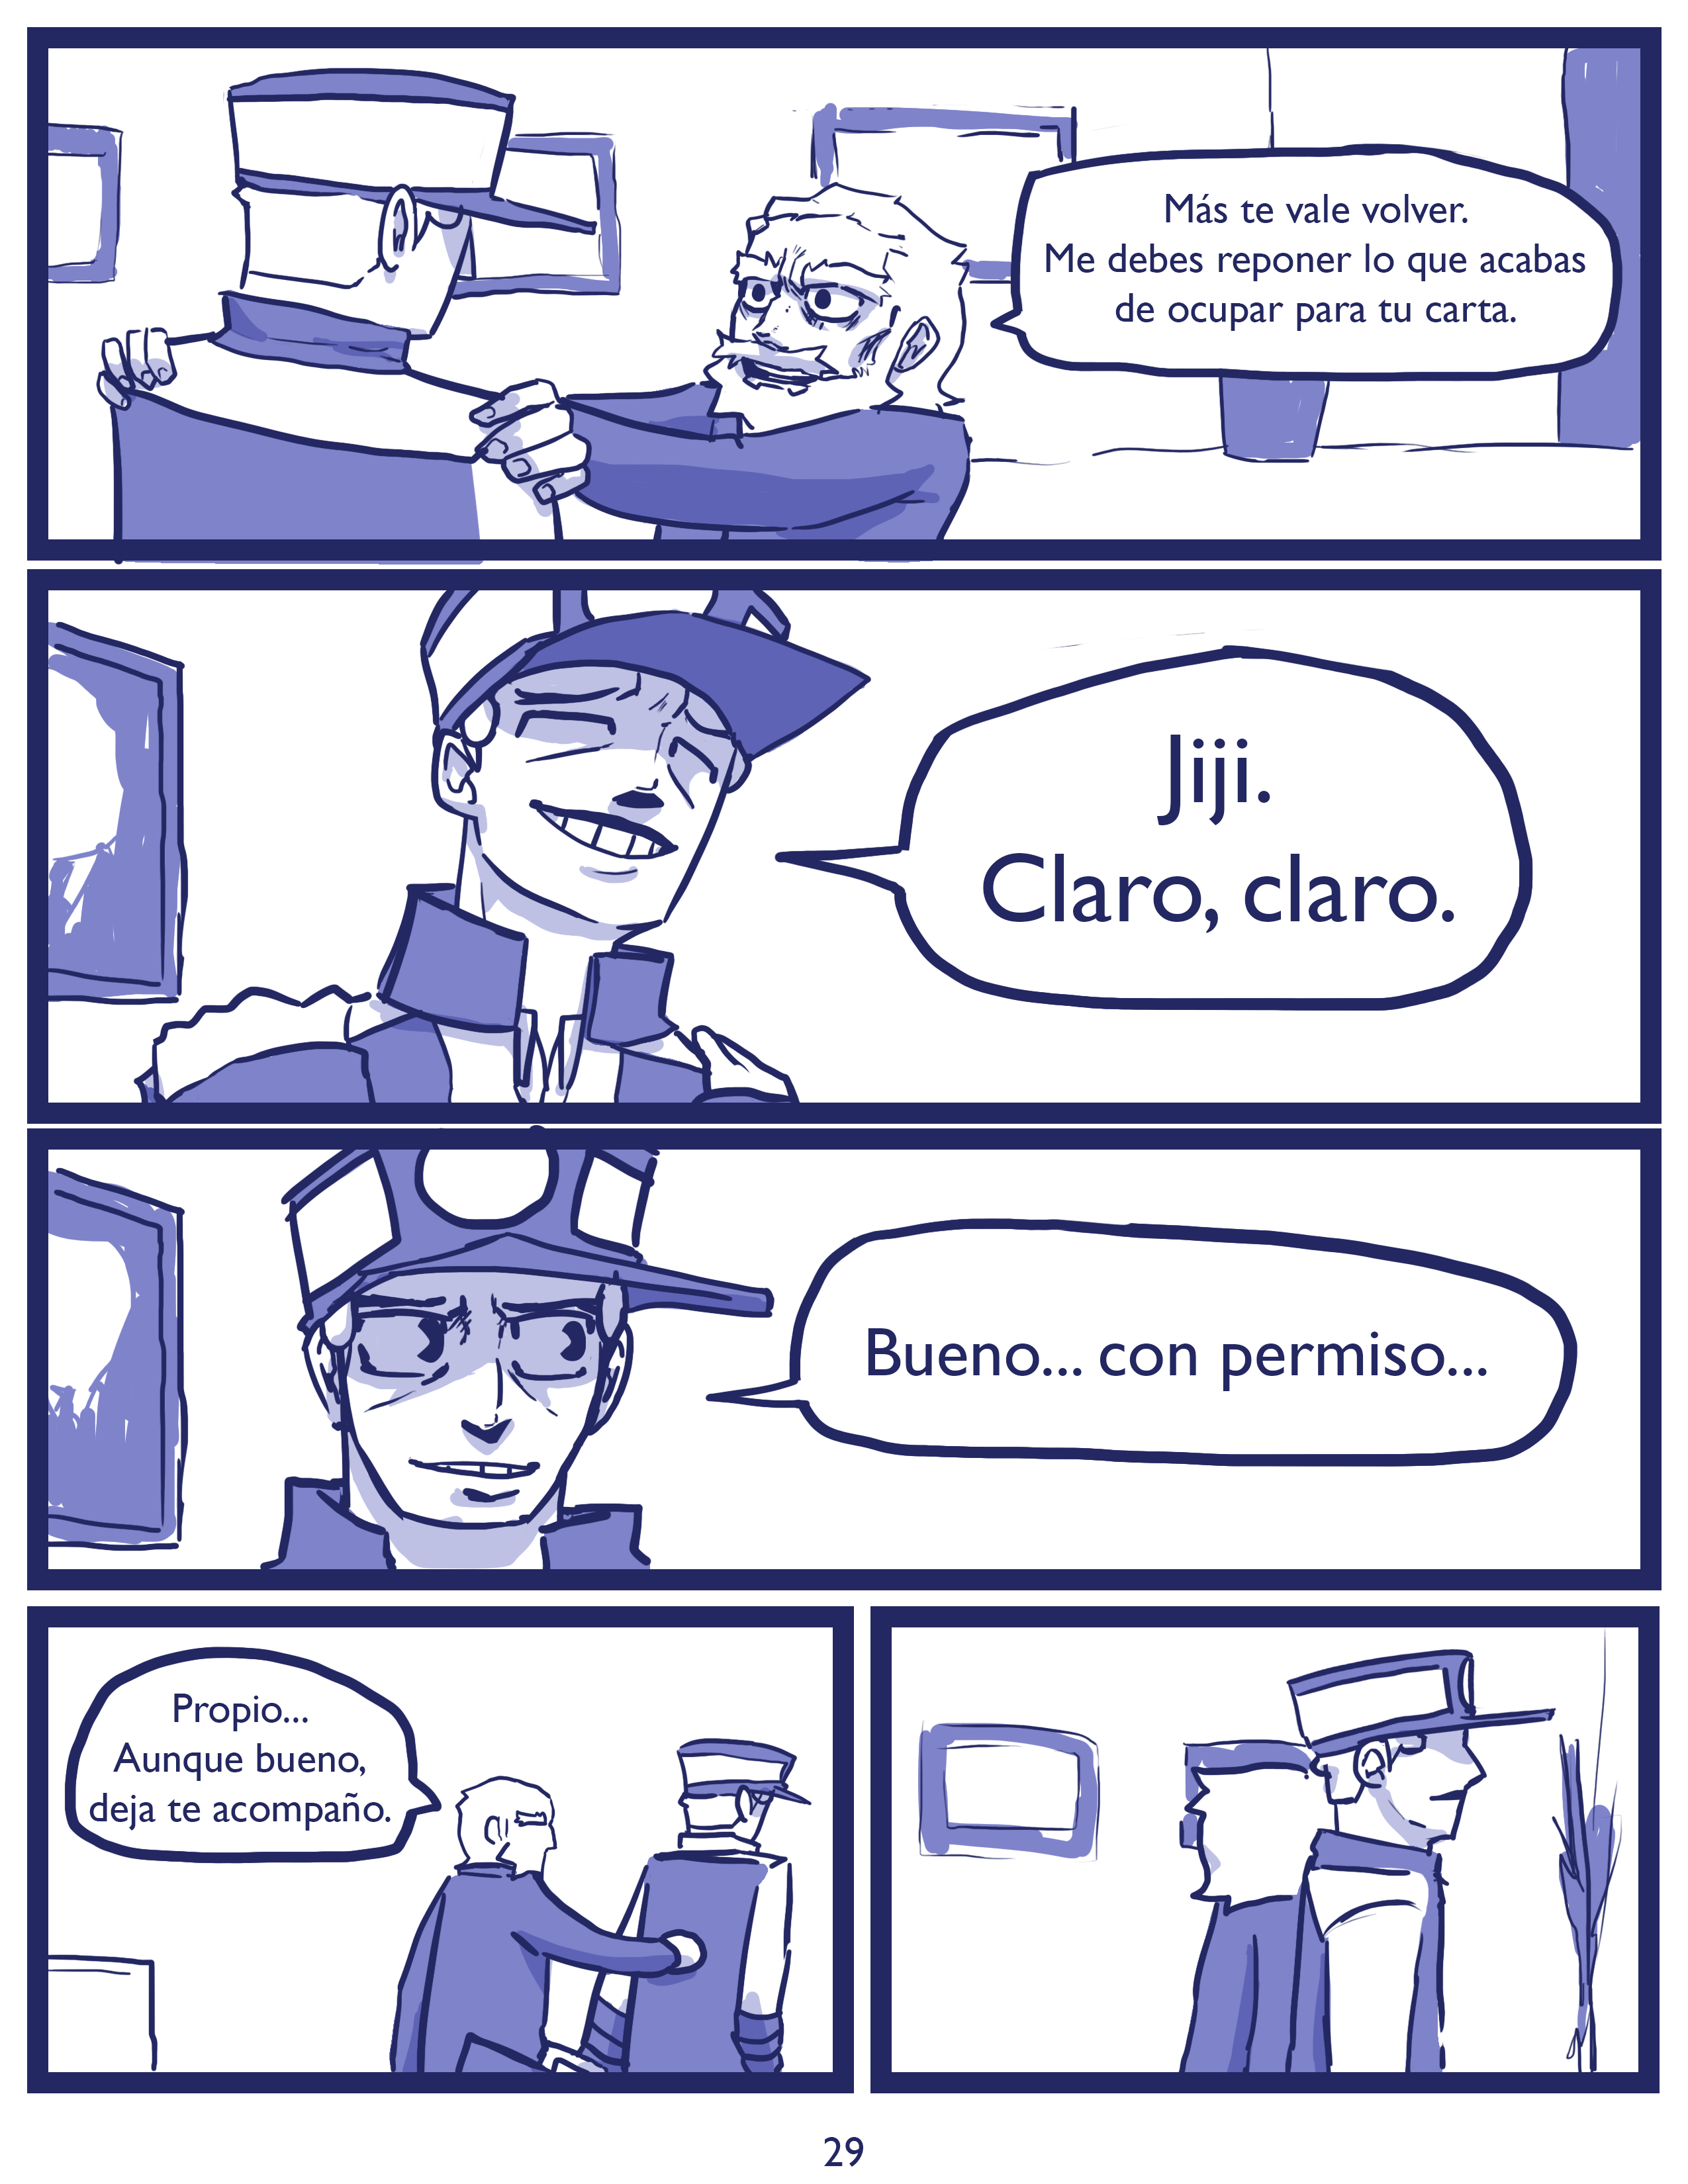 Más te vale volver.
Me debes reponer lo que acabas
de ocupar para tu carta.
Jiji.
Claro, claro.
Bueno... con permiso...
Propio...
Aunque bueno,
deja te acompaño.
29